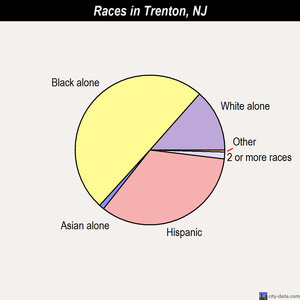 Races in Trenton, NJ
Black alone
White alone
Other
2 or more races
Asian alone
Hispanic
city-data.com